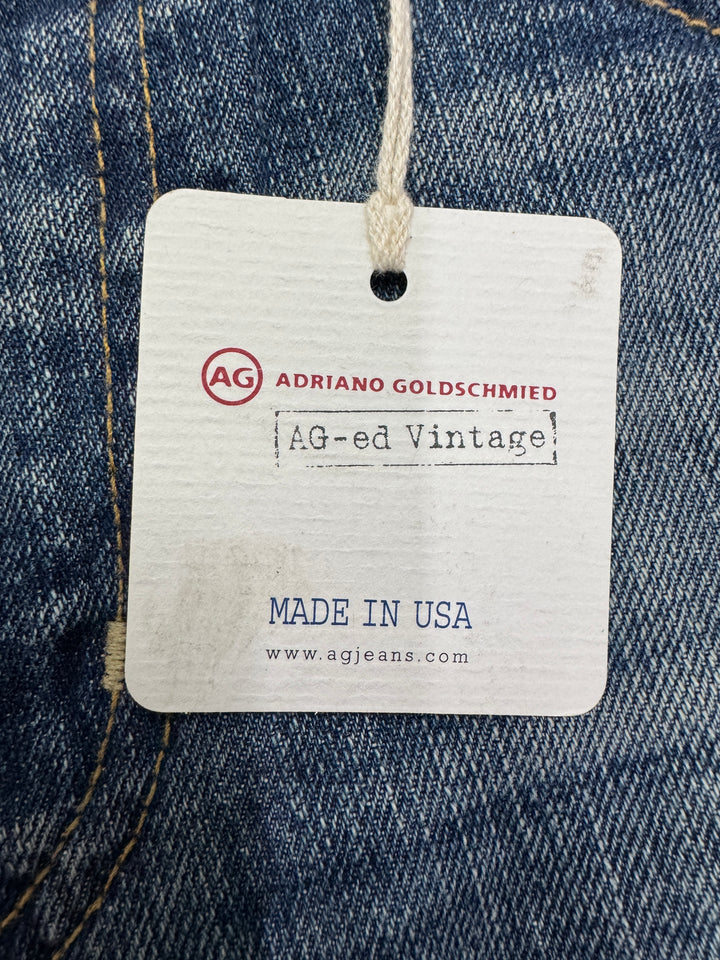 AG ADRIANO GOLDSCHMIED
AG-ed Vintage
MADE IN USA
www.agjeans.com